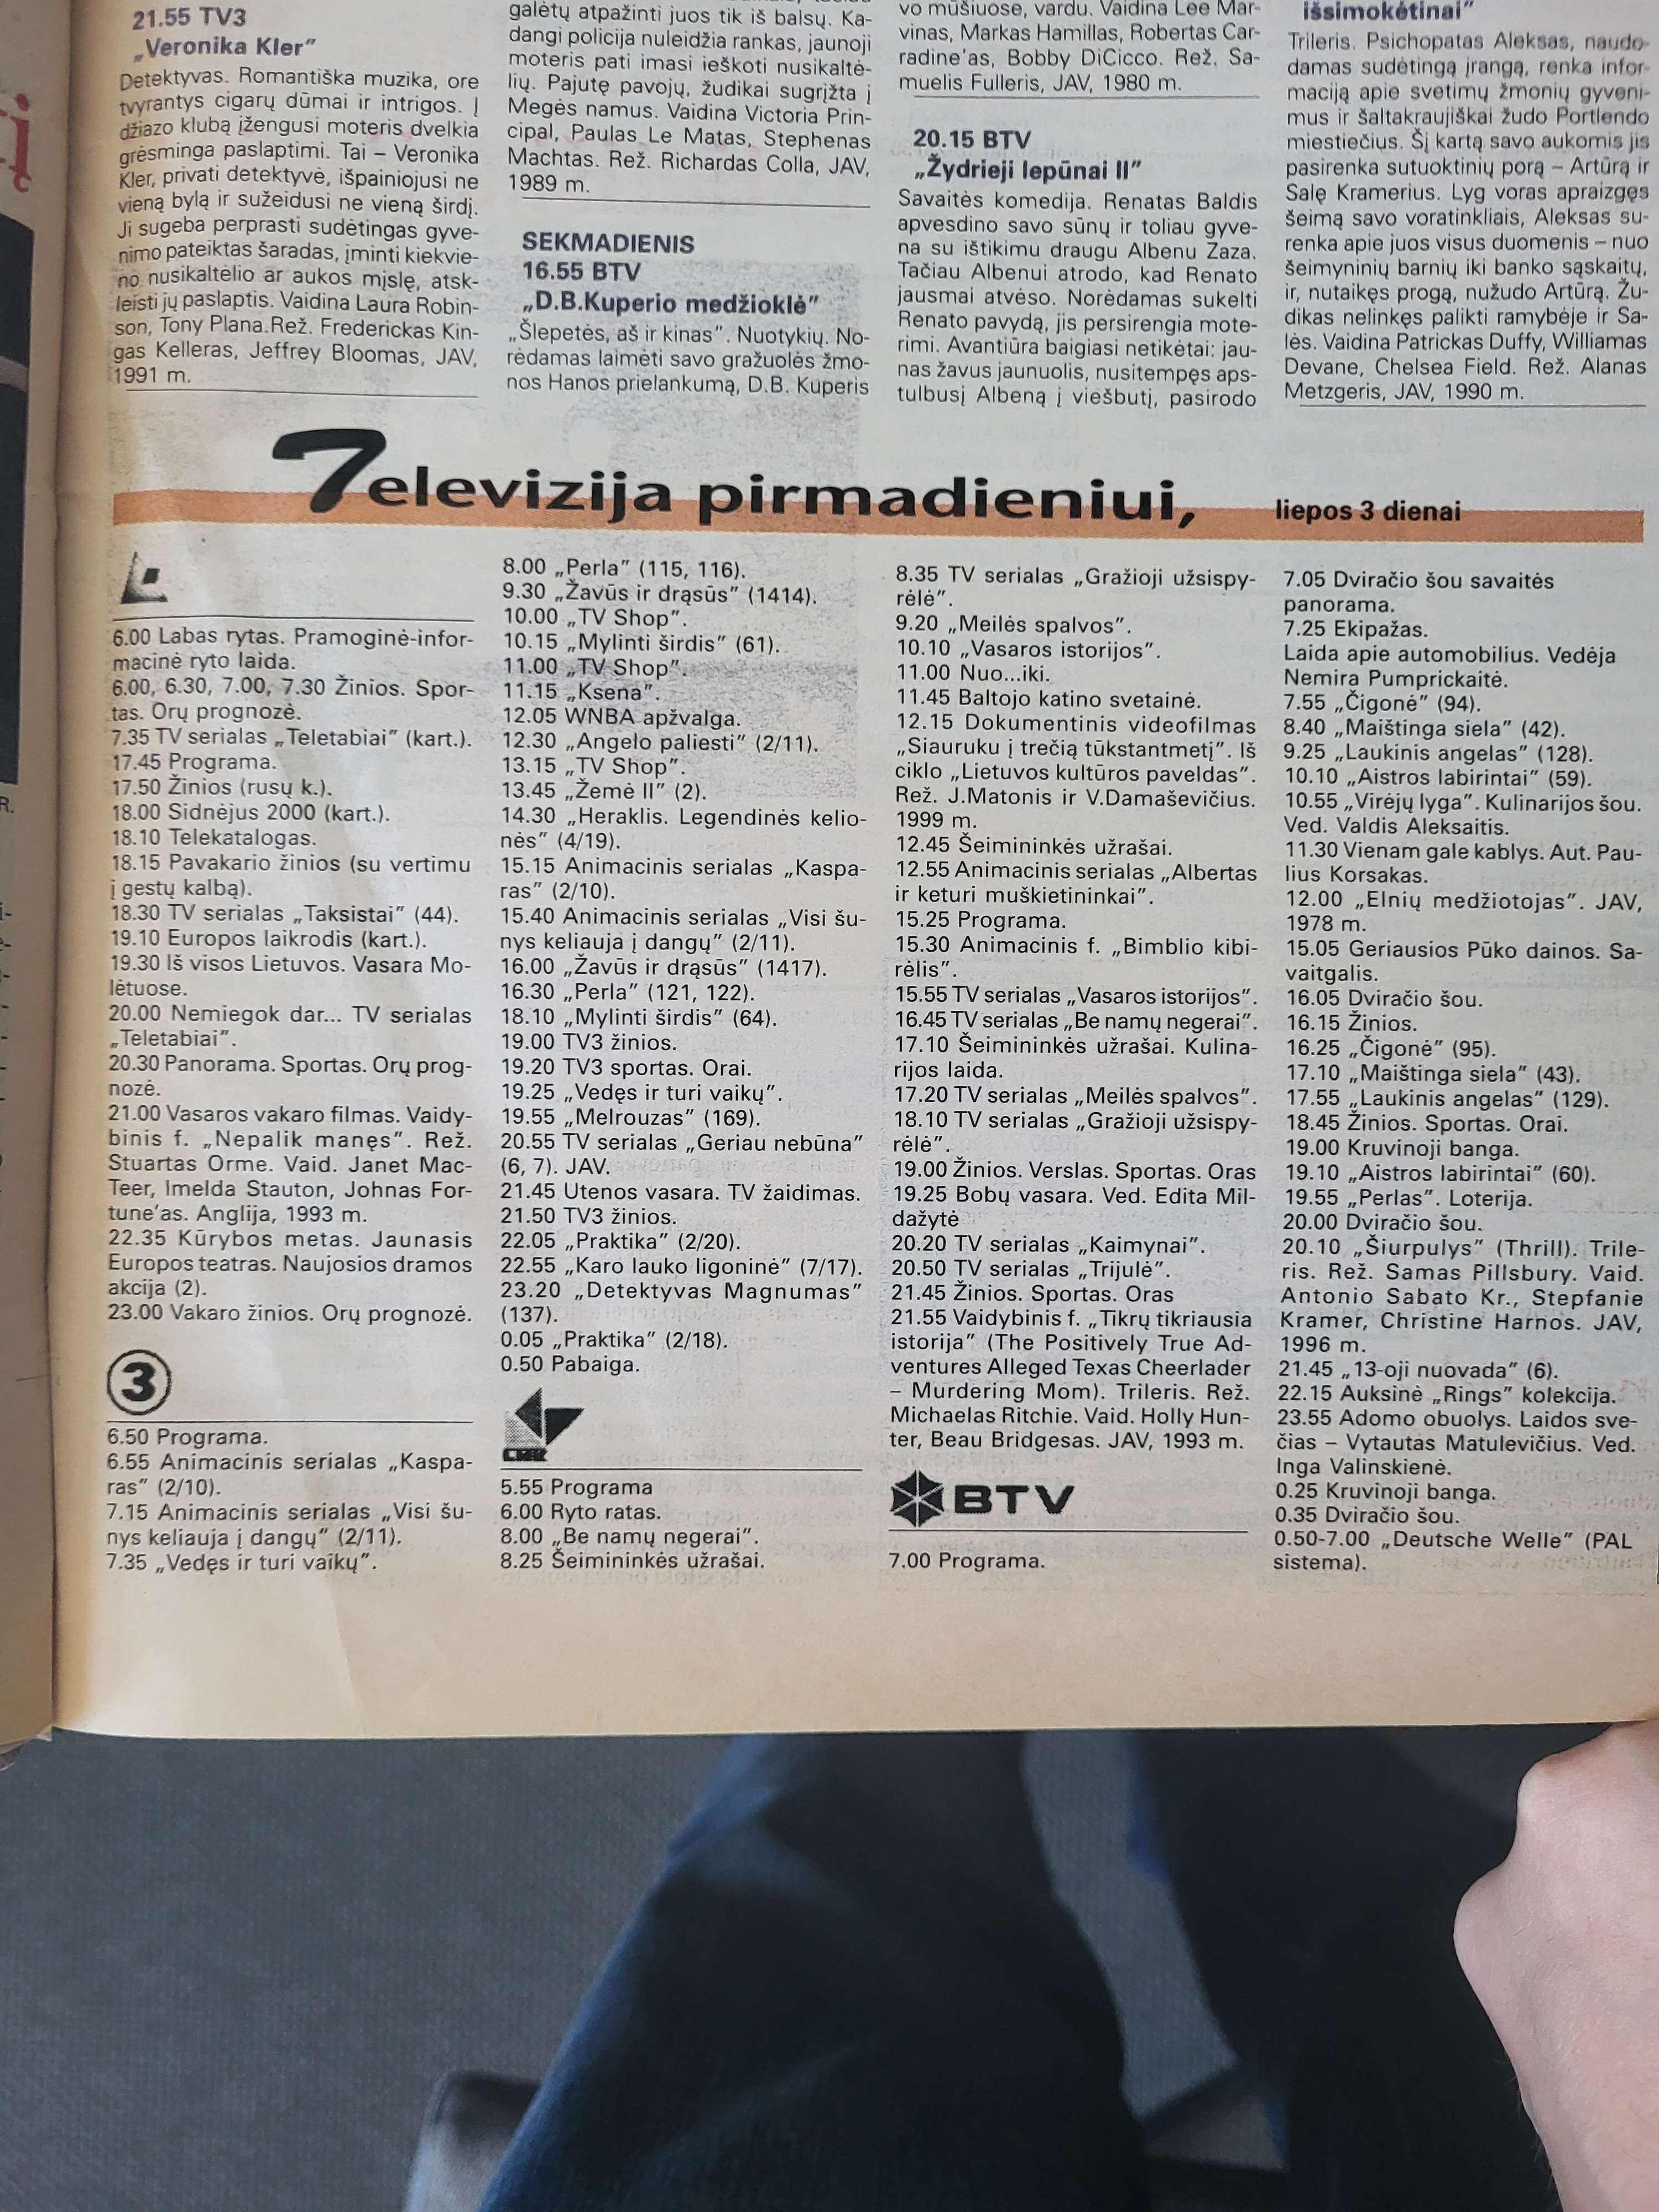 21.55 TV3
„Veronika Kler”
Detektyvas. Romantiška muzika, ore
tvyrantys cigarų dūmai ir intrigos. Į
džiazo klubą įžengusi moteris dvelkia
grėsminga paslaptimi. Tai – Veronika
Kler, privati detektyvė, išpainiojusi ne
vieną bylą ir sužeidusi ne vieną širdį.
Ji sugeba perprasti sudėtingas gyve-
nimo pateiktas šaradas, įminti kiekvie-
no nusikaltėlio ar aukos mįslę, atsk-
leisti jų paslaptis. Vaidina Laura Robin-
son, Tony Plana.Rež. Frederickas Kin-
gas Kelleras, Jeffrey Bloomas, JAV,
1991 m.
galėtų atpažinti juos tik iš balsų. Ka-
dangi policija nuleidžia rankas, jaunoji
moteris pati imasi ieškoti nusikaltė-
lių. Pajutę pavojų, žudikai sugrįžta į
Megės namus. Vaidina Victoria Prin-
cipal, Paulas Le Matas, Stephenas
Machtas. Rež. Richardas Colla, JAV,
1989 m.
SEKMADIENIS
16.55 BTV
„D.B.Kuperio medžioklė”
„Šlepetės, aš ir kinas”. Nuotykių. No-
rėdamas laimėti savo gražuolės žmo-
nos Hanos prielankumą, D.B. Kuperis
vo mūšiuose, vardu. Vaidina Lee Mar-
vinas, Markas Hamillas, Robertas Car-
radine’as, Bobby DiCicco. Rež. Sa-
muelis Fulleris, JAV, 1980 m.
20.15 BTV
„Žydrieji lepūnai II”
Savaitės komedija. Renatas Baldis
apvesdino savo sūnų ir toliau gyve-
na su ištikimu draugu Albenu Zaza.
Tačiau Albenui atrodo, kad Renato
jausmai atvėso. Norėdamas sukelti
Renato pavydą, jis persirengia mote-
rimi. Avantiūra baigiasi netikėtai: jau-
nas žavus jaunuolis, nusitempęs aps-
tulbusį Albeną į viešbutį, pasirodo
išsimokėtinai”
Trileris. Psichopatas Aleksas, naudo-
damas sudėtingą įrangą, renka infor-
maciją apie svetimų žmonių gyveni-
mus ir šaltakraujiškai žudo Portlendo
miestiečius. Šį kartą savo aukomis jis
pasirenka sutuoktinių porą – Artūrą ir
Salę Kramerius. Lyg voras apraizgęs
šeimą savo voratinkliais, Aleksas su-
renka apie juos visus duomenis – nuo
šeimyninių barnių iki banko sąskaitų,
ir, nutaikęs progą, nužudo Artūrą. Žu-
dikas nelinkęs palikti ramybėje ir Sa-
lės. Vaidina Patrickas Duffy, Williamas
Devane, Chelsea Field. Rež. Alanas
Metzgeris, JAV, 1990 m.
Televizija pirmadieniui, liepos 3 dienai
6.00 Labas rytas. Pramoginė-infor-
macinė ryto laida.
6.00, 6.30, 7.00, 7.30 Žinios. Spor-
tas. Orų prognozė.
7.35 TV serialas „Teletabiai” (kart.).
17.45 Programa.
17.50 Žinios (rusų k.).
18.00 Sidnėjus 2000 (kart.).
18.10 Telekatalogas.
18.15 Pavakario žinios (su vertimu
į gestų kalbą).
18.30 TV serialas „Taksistai” (44).
19.10 Europos laikrodis (kart.).
19.30 Iš visos Lietuvos. Vasara Mo-
lėtuose.
20.00 Nemiegok dar... TV serialas
„Teletabiai”.
20.30 Panorama. Sportas. Orų prog-
nozė.
21.00 Vasaros vakaro filmas. Vaidy-
binis f. „Nepalik manęs”. Rež.
Stuartas Orme. Vaid. Janet Mac-
Teer, Imelda Stauton, Johnas For-
tune’as. Anglija, 1993 m.
22.35 Kūrybos metas. Jaunasis
Europos teatras. Naujosios dramos
akcija (2).
23.00 Vakaro žinios. Orų prognozė.
3
6.50 Programa.
6.55 Animacinis serialas „Kaspa-
ras” (2/10).
7.15 Animacinis serialas „Visi šu-
nys keliauja į dangų” (2/11).
7.35 „Vedęs ir turi vaikų”.
8.00 „Perla” (115, 116).
9.30 „Žavūs ir drąsūs” (1414).
10.00 „TV Shop”.
10.15 „Mylinti širdis” (61).
11.00 „TV Shop”.
11.15 „Ksena”.
12.05 WNBA apžvalga.
12.30 „Angelo paliesti” (2/11).
13.15 „TV Shop”.
13.45 „Žemė II” (2).
14.30 „Heraklis. Legendinės kelio-
nės” (4/19).
15.15 Animacinis serialas „Kaspa-
ras” (2/10).
15.40 Animacinis serialas „Visi šu-
nys keliauja į dangų” (2/11).
16.00 „Žavūs ir drąsūs” (1417).
16.30 „Perla” (121, 122).
18.10 „Mylinti širdis” (64).
19.00 TV3 žinios.
19.20 TV3 sportas. Orai.
19.25 „Vedęs ir turi vaikų”.
19.55 „Melrouzas” (169).
20.55 TV serialas „Geriau nebūna”
(6, 7). JAV.
21.45 Utenos vasara. TV žaidimas.
21.50 TV3 žinios.
22.05 „Praktika” (2/20).
22.55 „Karo lauko ligoninė” (7/17).
23.20 „Detektyvas Magnumas”
(137).
0.05 „Praktika” (2/18).
0.50 Pabaiga.
5.55 Programa
6.00 Ryto ratas.
8.00 „Be namų negerai”.
8.25 Šeimininkės užrašai.
8.35 TV serialas „Gražioji užsispy-
rėlė”.
9.20 „Meilės spalvos”.
10.10 „Vasaros istorijos”.
11.00 Nuo...iki.
11.45 Baltojo katino svetainė.
12.15 Dokumentinis videofilmas
„Siauruku į trečią tūkstantmetį”. Iš
ciklo „Lietuvos kultūros paveldas”.
Rež. J.Matonis ir V.Damaševičius.
1999 m.
12.45 Šeimininkės užrašai.
12.55 Animacinis serialas „Albertas
ir keturi muškietininkai”.
15.25 Programa.
15.30 Animacinis f. „Bimblio kibi-
rėlis”.
15.55 TV serialas „Vasaros istorijos”.
16.45 TV serialas „Be namų negerai”.
17.10 Šeimininkės užrašai. Kulina-
rijos laida.
17.20 TV serialas „Meilės spalvos”.
18.10 TV serialas „Gražioji užsispy-
rėlė”.
19.00 Žinios. Verslas. Sportas. Oras
19.25 Bobų vasara. Ved. Edita Mil-
dažytė
20.20 TV serialas „Kaimynai”.
20.50 TV serialas „Trijulė”.
21.45 Žinios. Sportas. Oras
21.55 Vaidybinis f. „Tikrų tikriausia
istorija” (The Positively True Ad-
ventures Alleged Texas Cheerlader
– Murdering Mom). Trileris. Rež.
Michaelas Ritchie. Vaid. Holly Hun-
ter, Beau Bridgesas. JAV, 1993 m.
BTV
7.00 Programa.
7.05 Dviračio šou savaitės
panorama.
7.25 Ekipažas.
Laida apie automobilius. Vedėja
Nemira Pumprickaitė.
7.55 „Čigonė” (94).
8.40 „Maištinga siela” (42).
9.25 „Laukinis angelas” (128).
10.10 „Aistros labirintai” (59).
10.55 „Virėjų lyga”. Kulinarijos šou.
Ved. Valdis Aleksaitis.
11.30 Vienam gale kablys. Aut. Pau-
lius Korsakas.
12.00 „Elnių medžiotojas”. JAV,
1978 m.
15.05 Geriausios Pūko dainos. Sa-
vaitgalis.
16.05 Dviračio šou.
16.15 Žinios.
16.25 „Čigonė” (95).
17.10 „Maištinga siela” (43).
17.55 „Laukinis angelas” (129).
18.45 Žinios. Sportas. Orai.
19.00 Kruvinoji banga.
19.10 „Aistros labirintai” (60).
19.55 „Perlas”. Loterija.
20.00 Dviračio šou.
20.10 „Šiurpulys” (Thrill). Trile-
ris. Rež. Samas Pillsbury. Vaid.
Antonio Sabato Kr., Stepfanie
Kramer, Christine Harnos. JAV,
1996 m.
21.45 „13-oji nuovada” (6).
22.15 Auksinė „Rings” kolekcija.
23.55 Adomo obuolys. Laidos sve-
čias – Vytautas Matulevičius. Ved.
Inga Valinskienė.
0.25 Kruvinoji banga.
0.35 Dviračio šou.
0.50-7.00 „Deutsche Welle” (PAL
sistema).